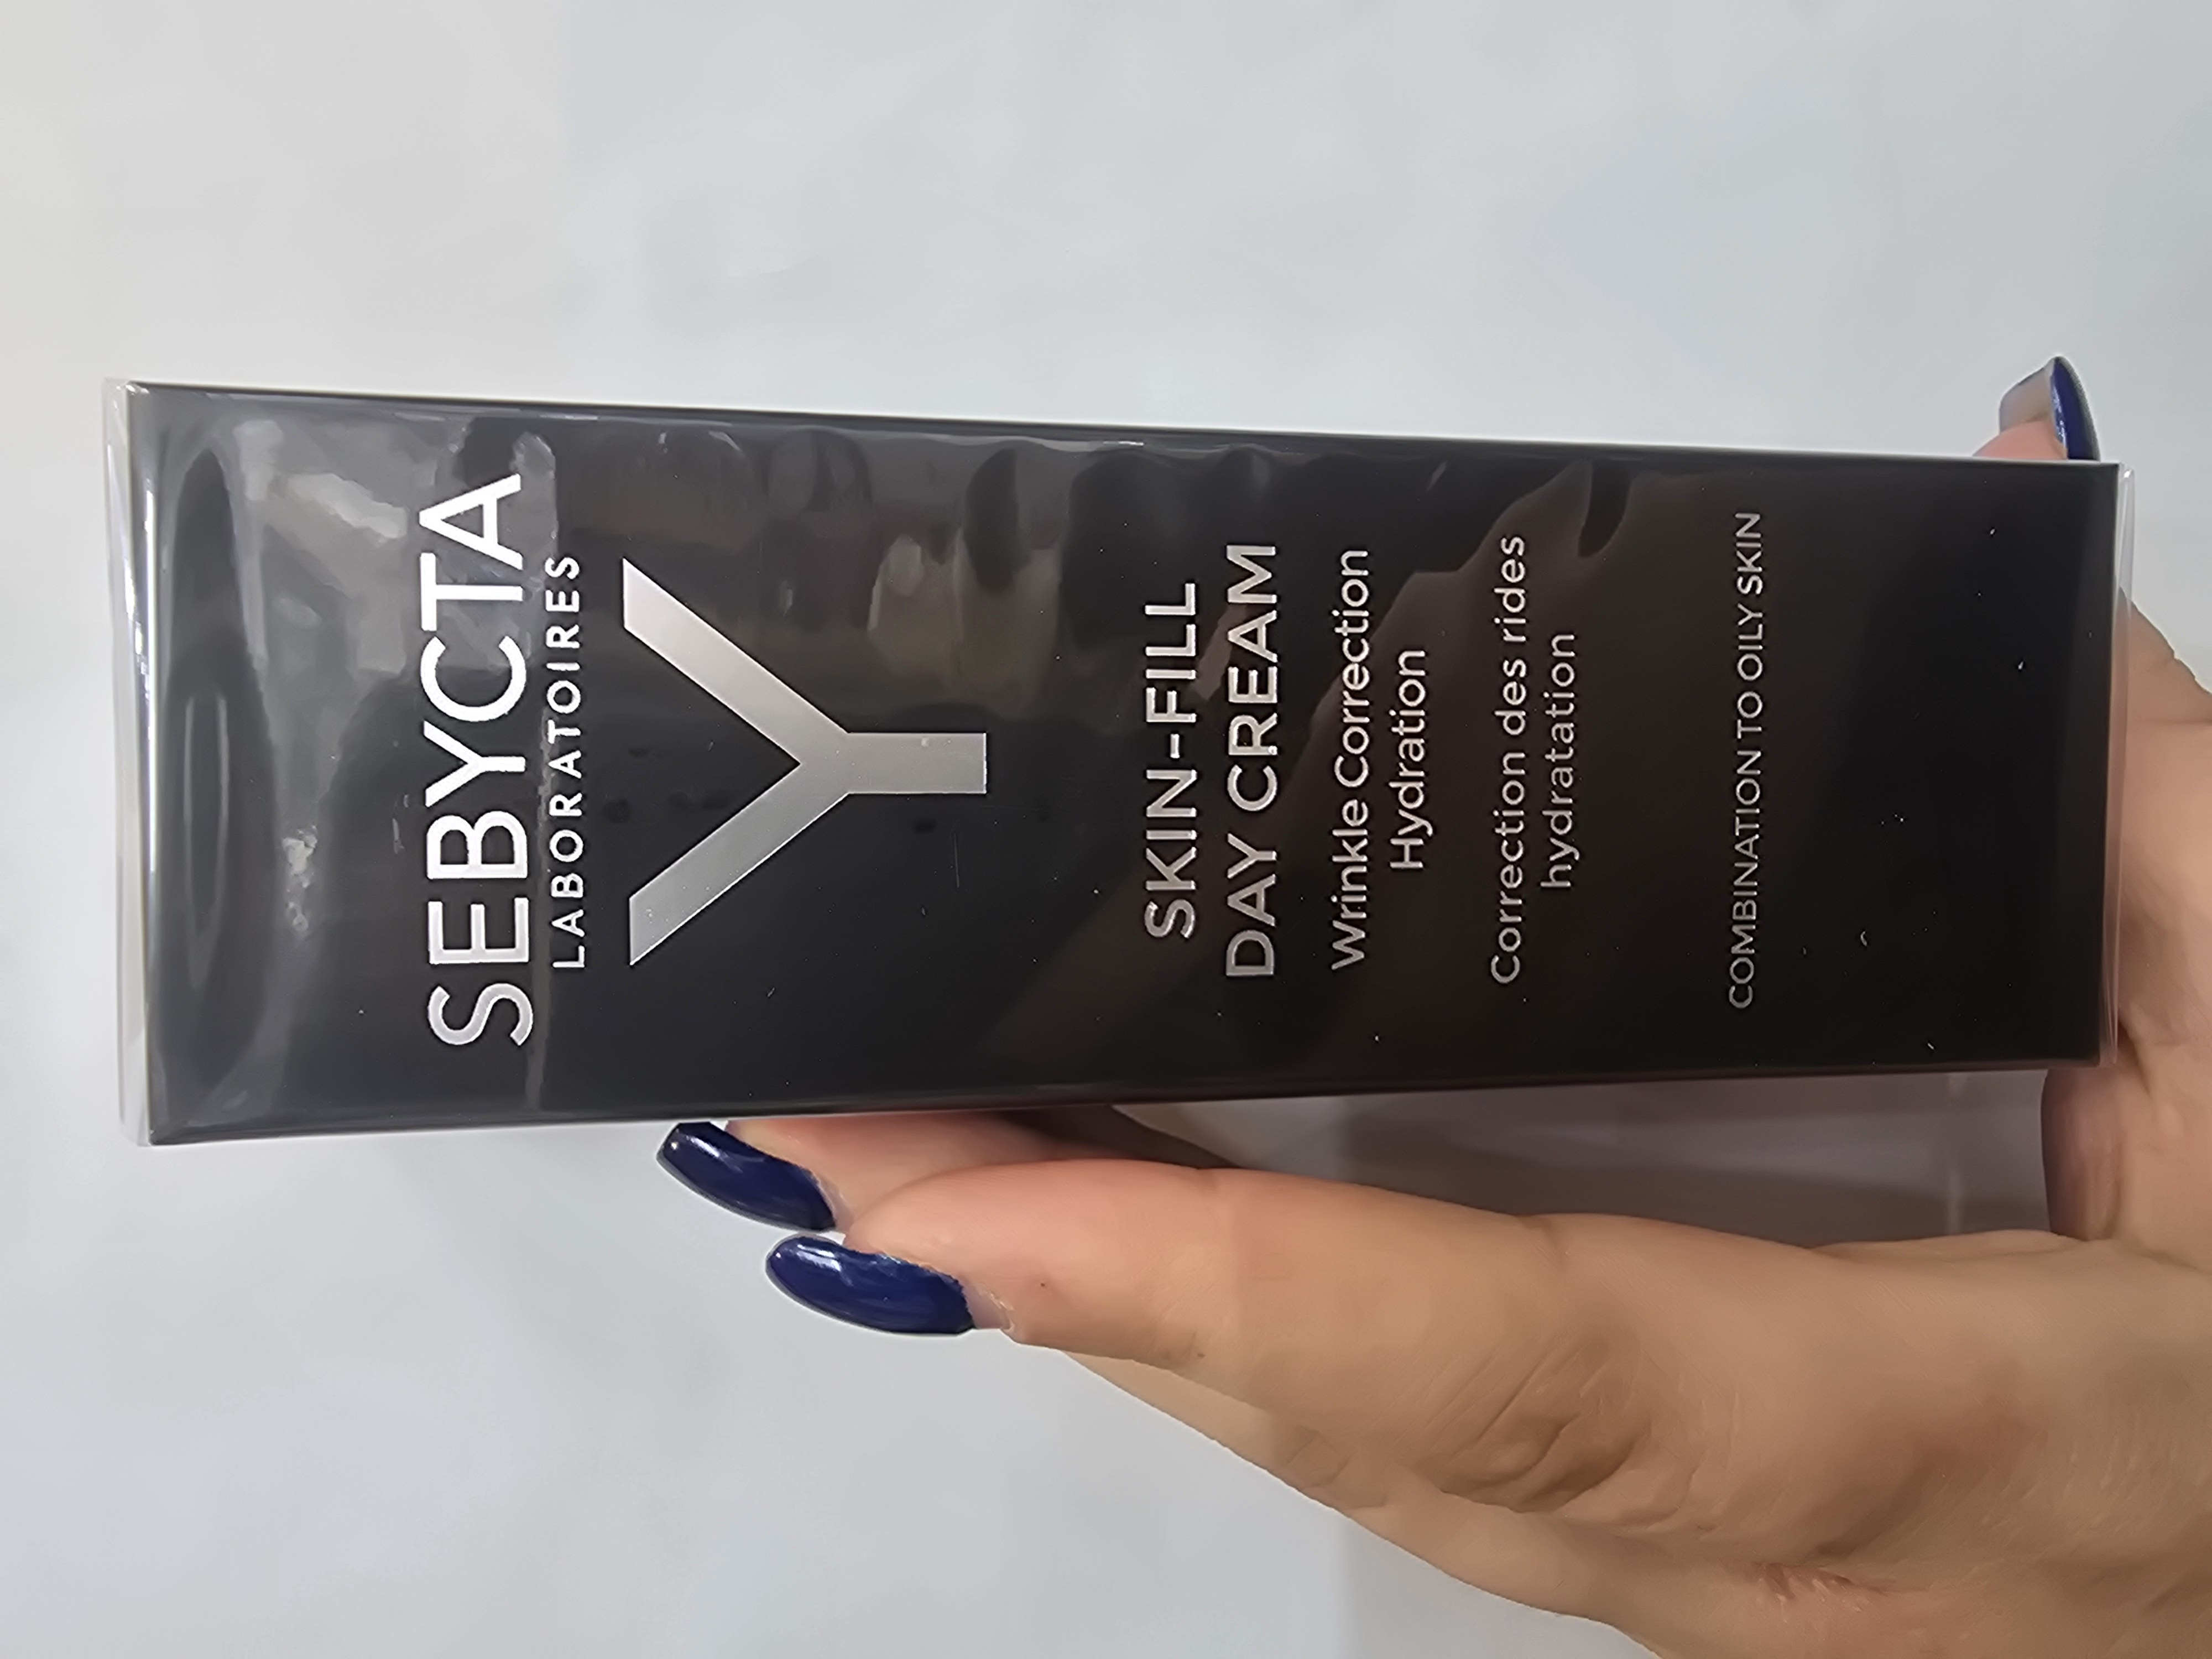 SEBYCTA
LABORATOIRES
Y
SKIN-FILL
DAY CREAM
Wrinkle Correction
Hydration
Correction des rides
hydratation
COMBINATION TO OILY SKIN